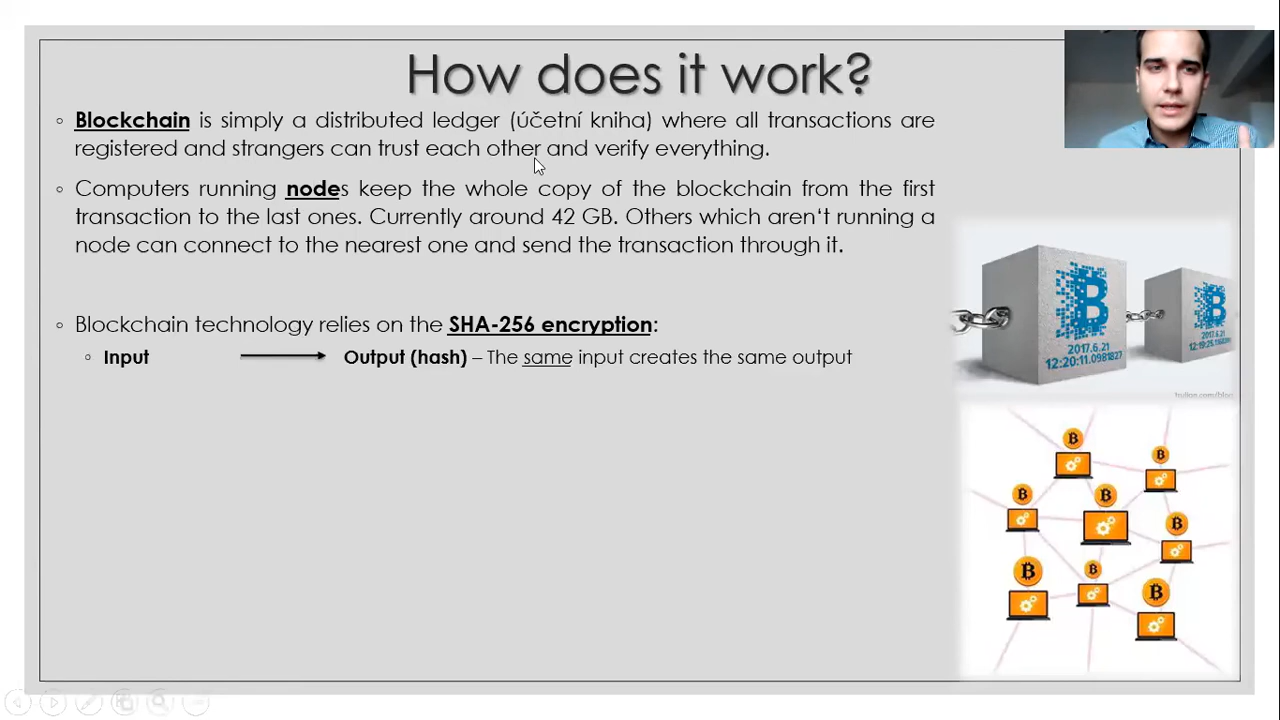 How does it work?
Blockchain is simply a distributed ledger (účetní kniha) where all transactions are
registered and strangers can trust each other and verify everything.
Computers running nodes keep the whole copy of the blockchain from the first
transaction to the last ones. Currently around 42 GB. Others which aren‘t running a
node can connect to the nearest one and send the transaction through it.
Blockchain technology relies on the SHA-256 encryption:
Input Output (hash) – The same input creates the same output
2017.6.21
12:20:11.0981827
2017.6.21